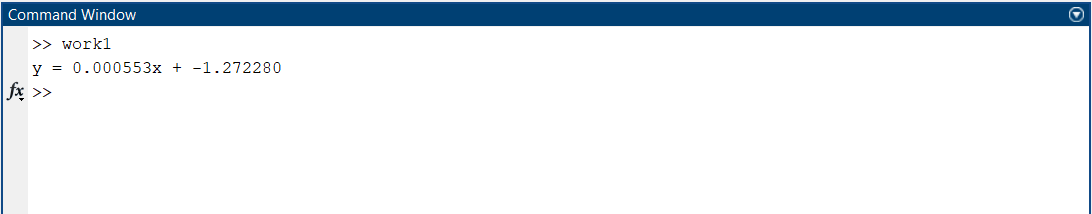 Command Window
>> work1
y = 0.000553x + -1.272280
fx >>